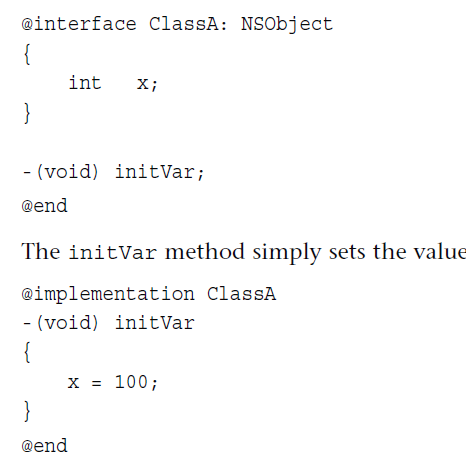 @interface ClassA: NSObject
{
    int   x;
}
-(void) initVar;
@end
The initVar method simply sets the value
@implementation ClassA
-(void) initVar
{
    x = 100;
}
@end